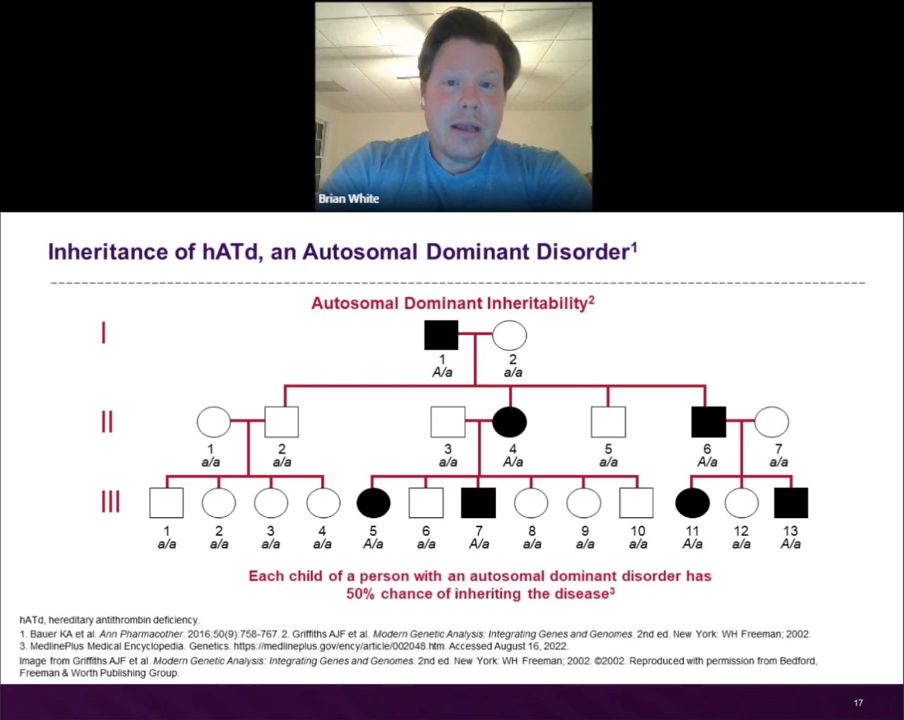 Brian White
Inheritance of hATd, an Autosomal Dominant Disorder1
Autosomal Dominant Inheritability2
I
1 2
A/a a/a
II
1 2 3 4 5 6 7
a/a a/a a/a A/a a/a A/a a/a
III
1 2 3 4 5 6 7 8 9 10 11 12 13
a/a a/a a/a a/a A/a a/a A/a a/a a/a a/a A/a a/a A/a
Each child of a person with an autosomal dominant disorder has
50% chance of inheriting the disease3
hATd, hereditary antithrombin deficiency.
1. Bauer KA et al. Ann Pharmacother. 2016;50(9):758-767. 2. Griffiths AJF et al. Modern Genetic Analysis: Integrating Genes and Genomes. 2nd ed. New York: WH Freeman; 2002.
3. MedlinePlus Medical Encyclopedia. Genetics. https://medlineplus.gov/ency/article/002048.htm. Accessed August 16, 2022.
Image from Griffiths AJF et al. Modern Genetic Analysis: Integrating Genes and Genomes. 2nd ed. New York: WH Freeman; 2002. ©2002. Reproduced with permission from Bedford,
Freeman & Worth Publishing Group.
17